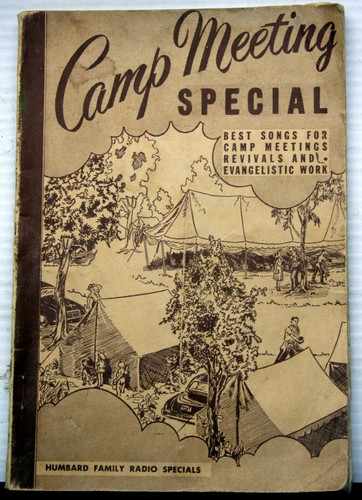 Camp Meeting
SPECIAL
BEST SONGS FOR
CAMP MEETINGS
REVIVALS AND
EVANGELISTIC WORK
HUMBARD FAMILY RADIO SPECIALS